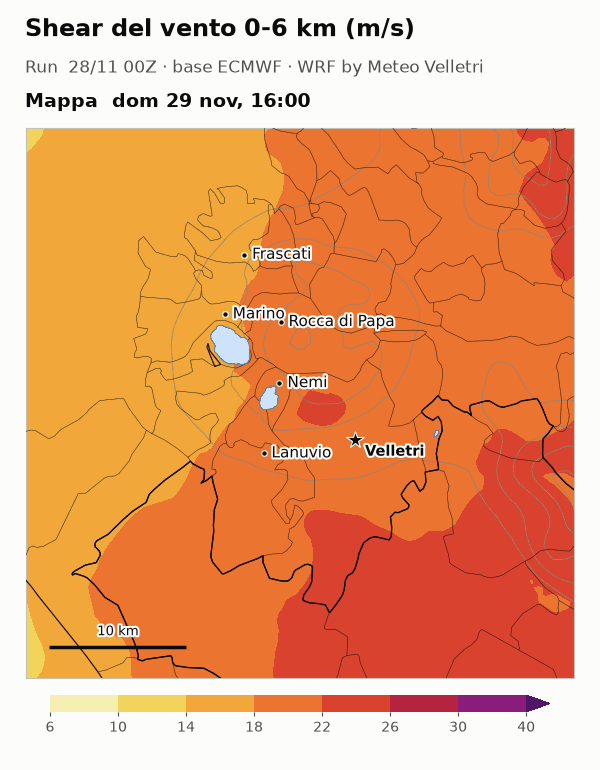 Shear del vento 0-6 km (m/s)
Run  28/11 00Z · base ECMWF · WRF by Meteo Velletri
Mappa  dom 29 nov, 16:00
Frascati
Marino
Rocca di Papa
Nemi
Velletri
Lanuvio
10 km
6 10 14 18 22 26 30 40